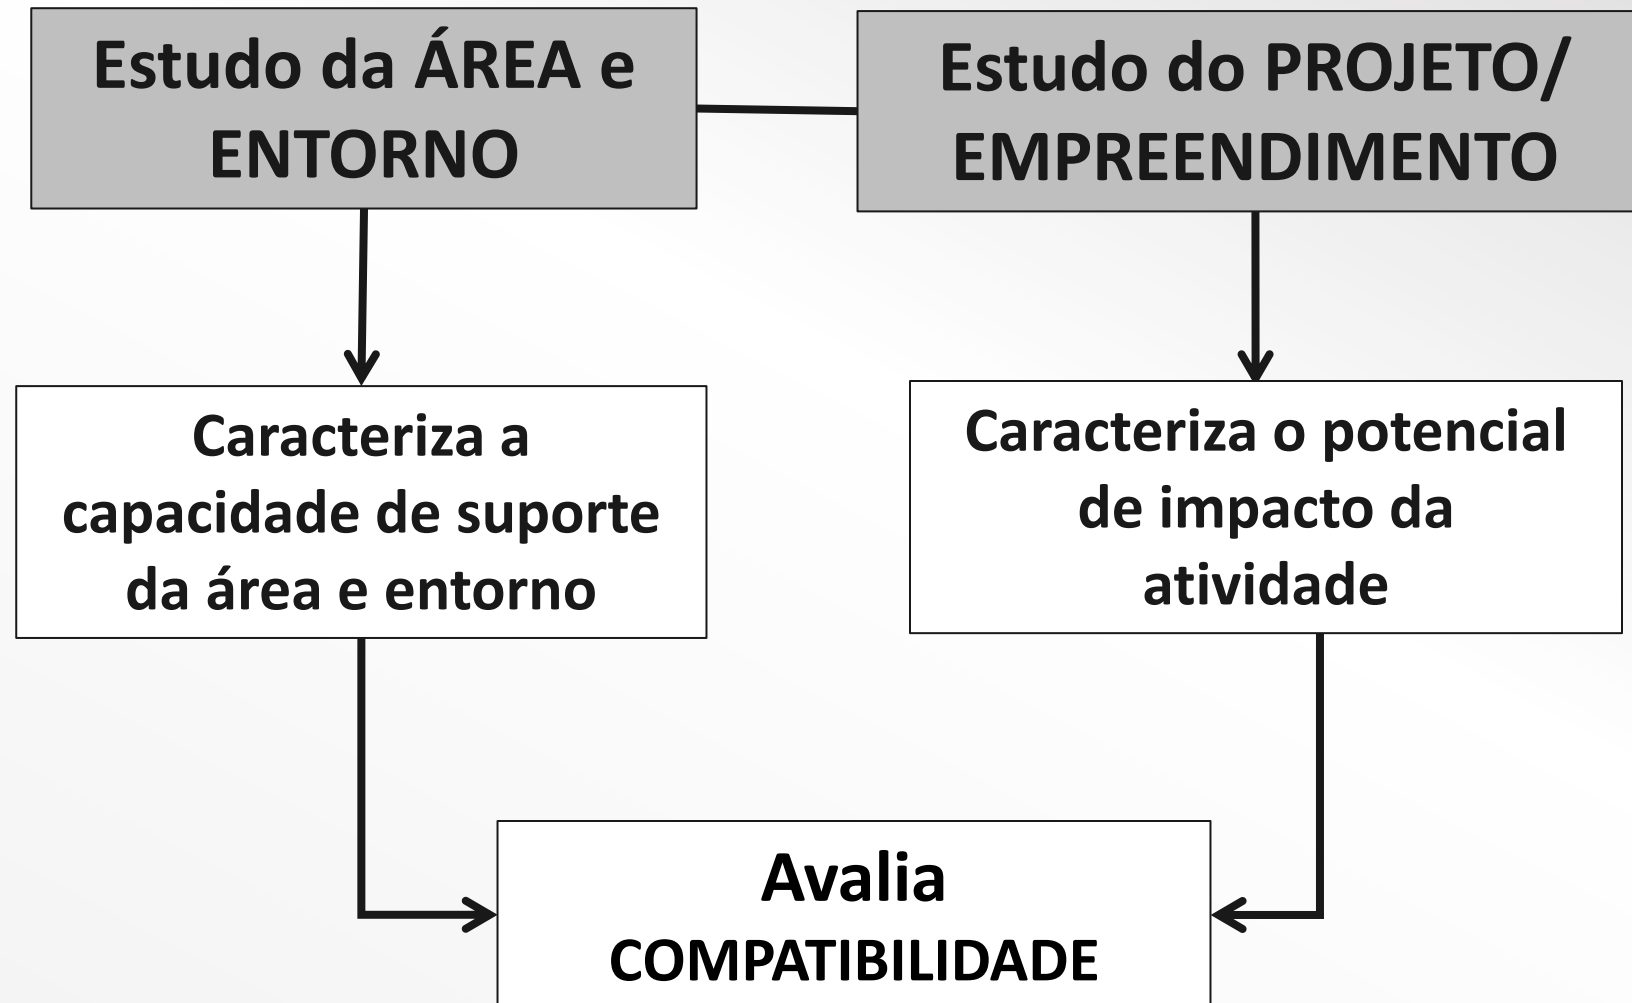 Estudo da ÁREA e
ENTORNO
Estudo do PROJETO/
EMPREENDIMENTO
Caracteriza a
capacidade de suporte
da área e entorno
Caracteriza o potencial
de impacto da
atividade
Avalia
COMPATIBILIDADE